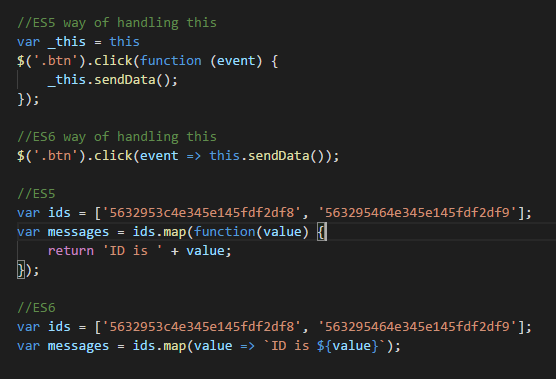 //ES5 way of handling this
var _this = this
$('.btn').click(function (event) {
    _this.sendData();
});
//ES6 way of handling this
$('.btn').click(event => this.sendData());
//ES5
var ids = ['5632953c4e345e145fdf2df8', '563295464e345e145fdf2df9'];
var messages = ids.map(function(value) {
    return 'ID is ' + value;
});
//ES6
var ids = ['5632953c4e345e145fdf2df8', '563295464e345e145fdf2df9'];
var messages = ids.map(value => `ID is ${value}`);